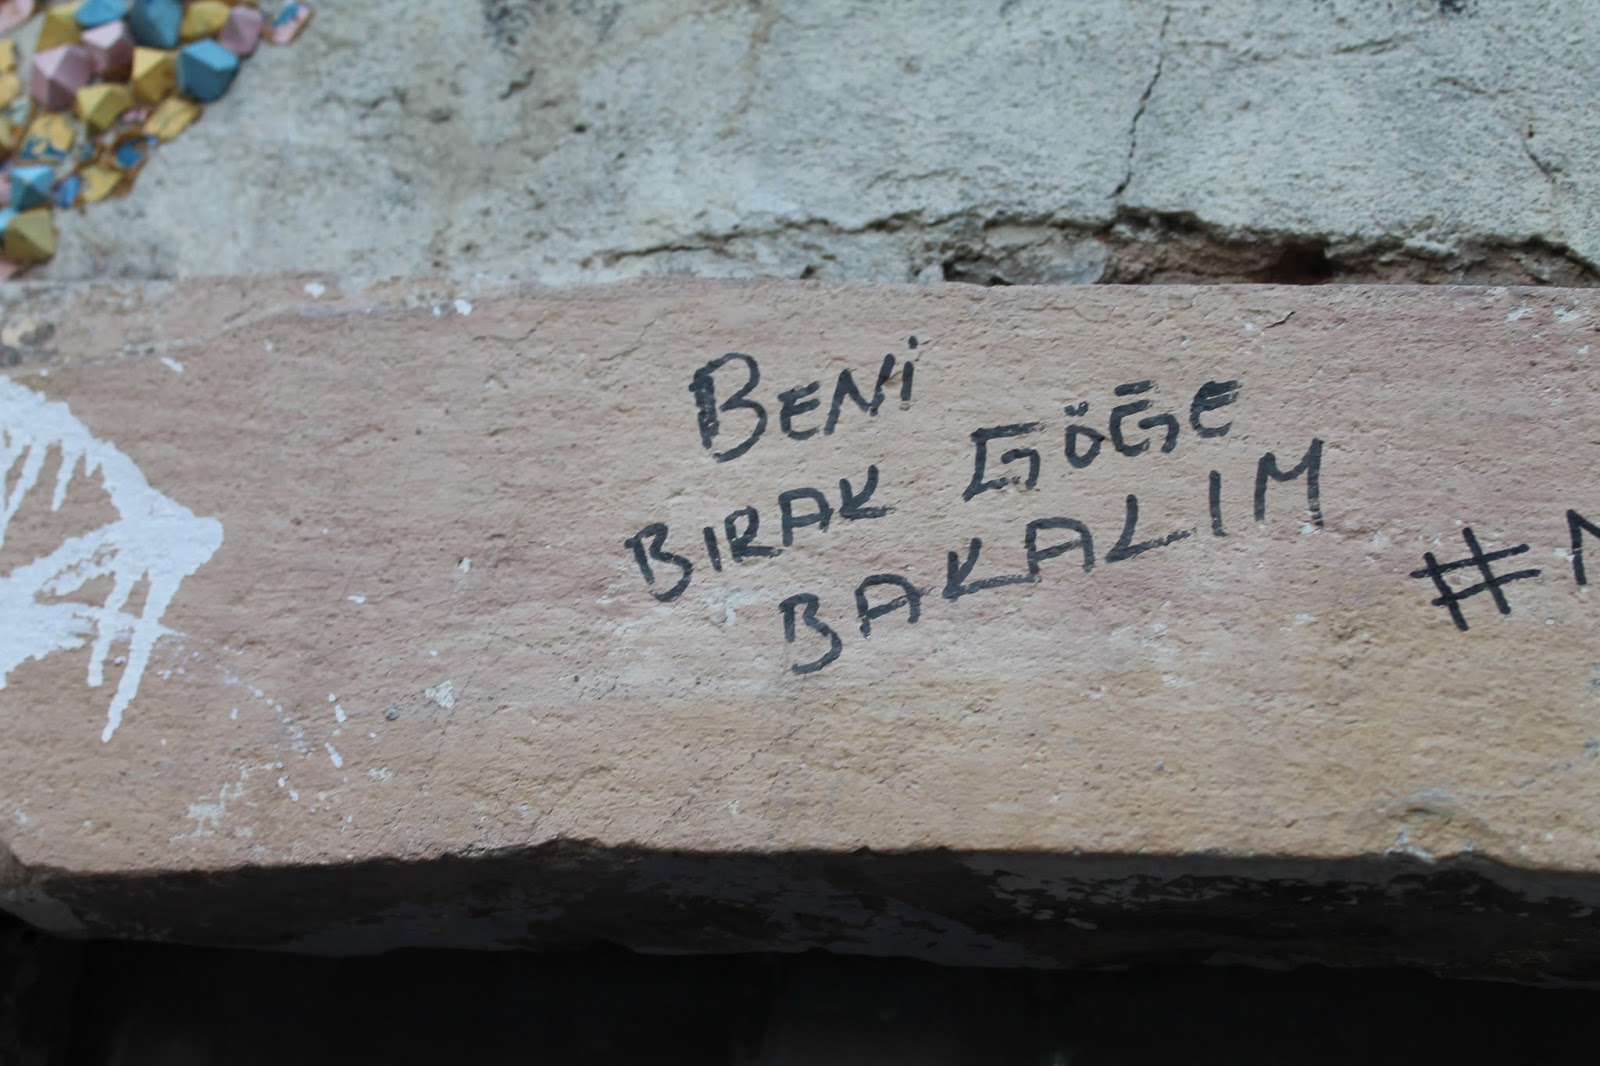 BENİ
BIRAK GÖĞE
BAKALIM
#